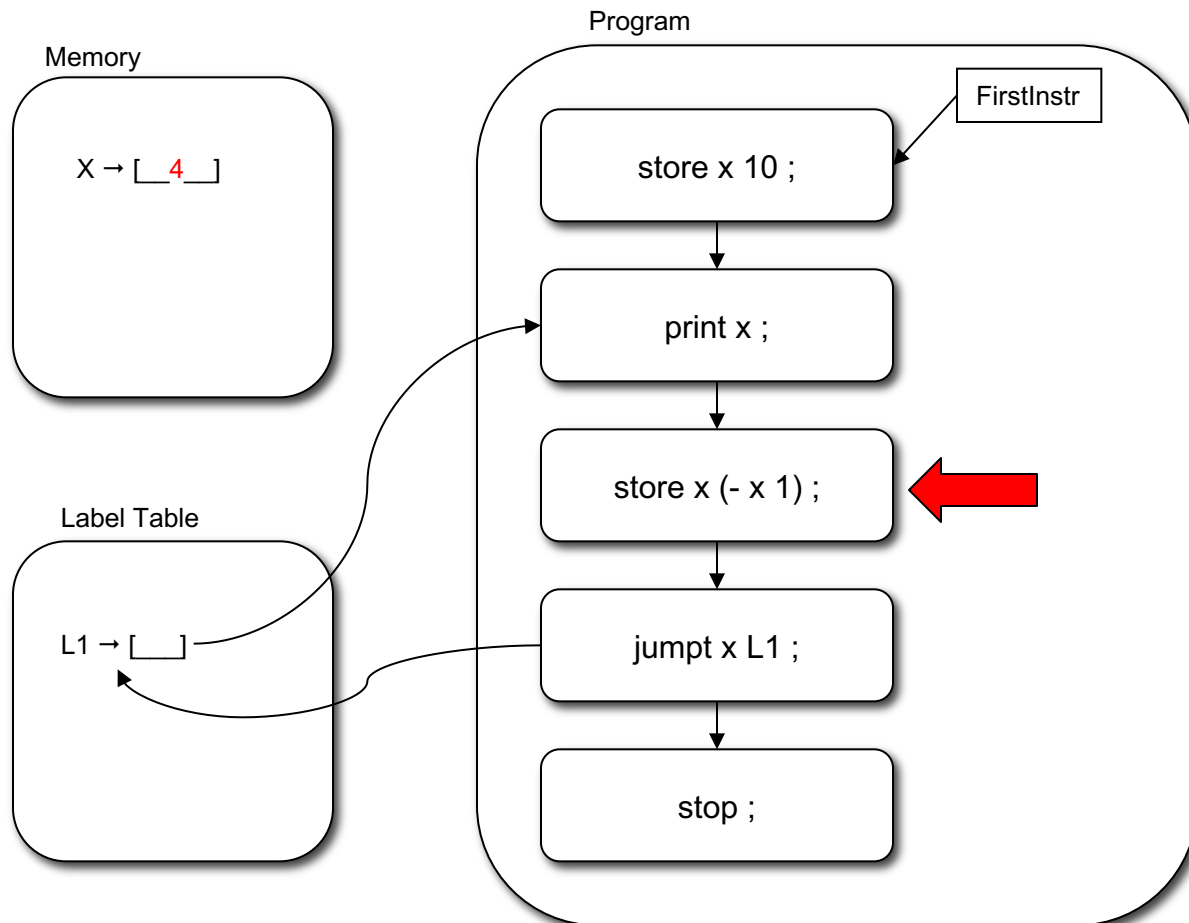 Program
Memory
FirstInstr
store x 10 ;
X → [__4__]
print x ;
store x (- x 1) ;
Label Table
L1 → [___]
jumpt x L1 ;
stop ;